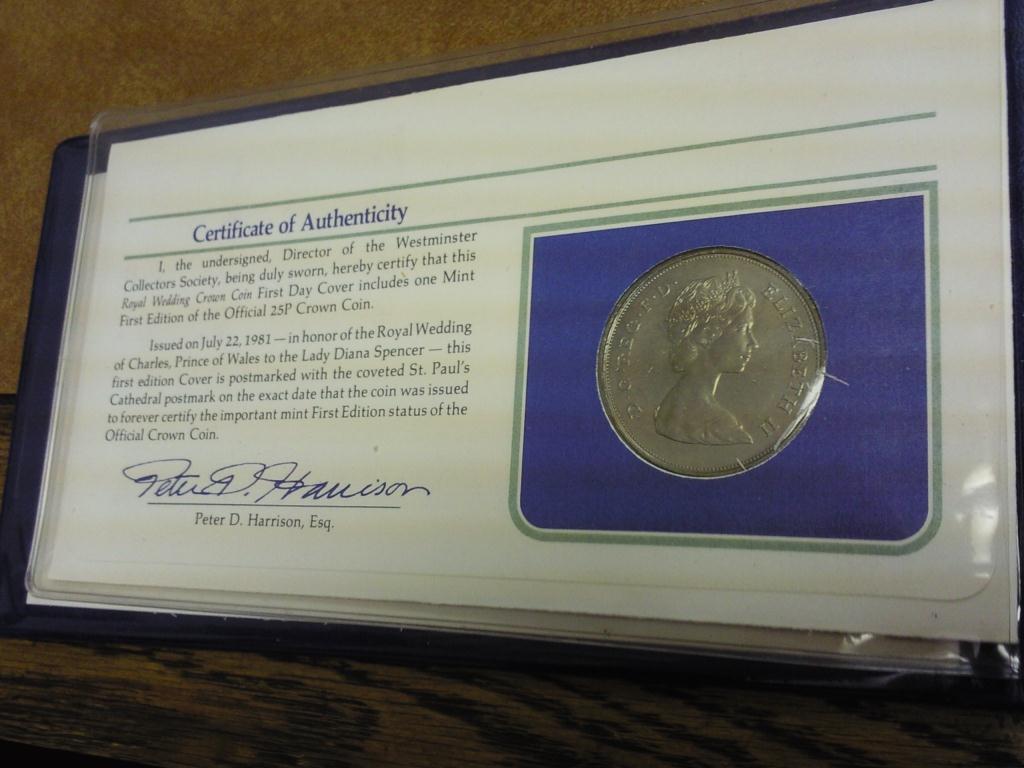 Certificate of Authenticity
I, the undersigned, Director of the Westminster
Collectors Society, being duly sworn, hereby certify that this
Royal Wedding Crown Coin First Day Cover includes one Mint
First Edition of the Official 25P Crown Coin.
Issued on July 22, 1981 — in honor of the Royal Wedding
of Charles, Prince of Wales to the Lady Diana Spencer — this
first edition Cover is postmarked with the coveted St. Paul's
Cathedral postmark on the exact date that the coin was issued
to forever certify the important mint First Edition status of the
Official Crown Coin.
Peter D. Harrison
Peter D. Harrison, Esq.
D·G·REG·F·D·
ELIZABETH II